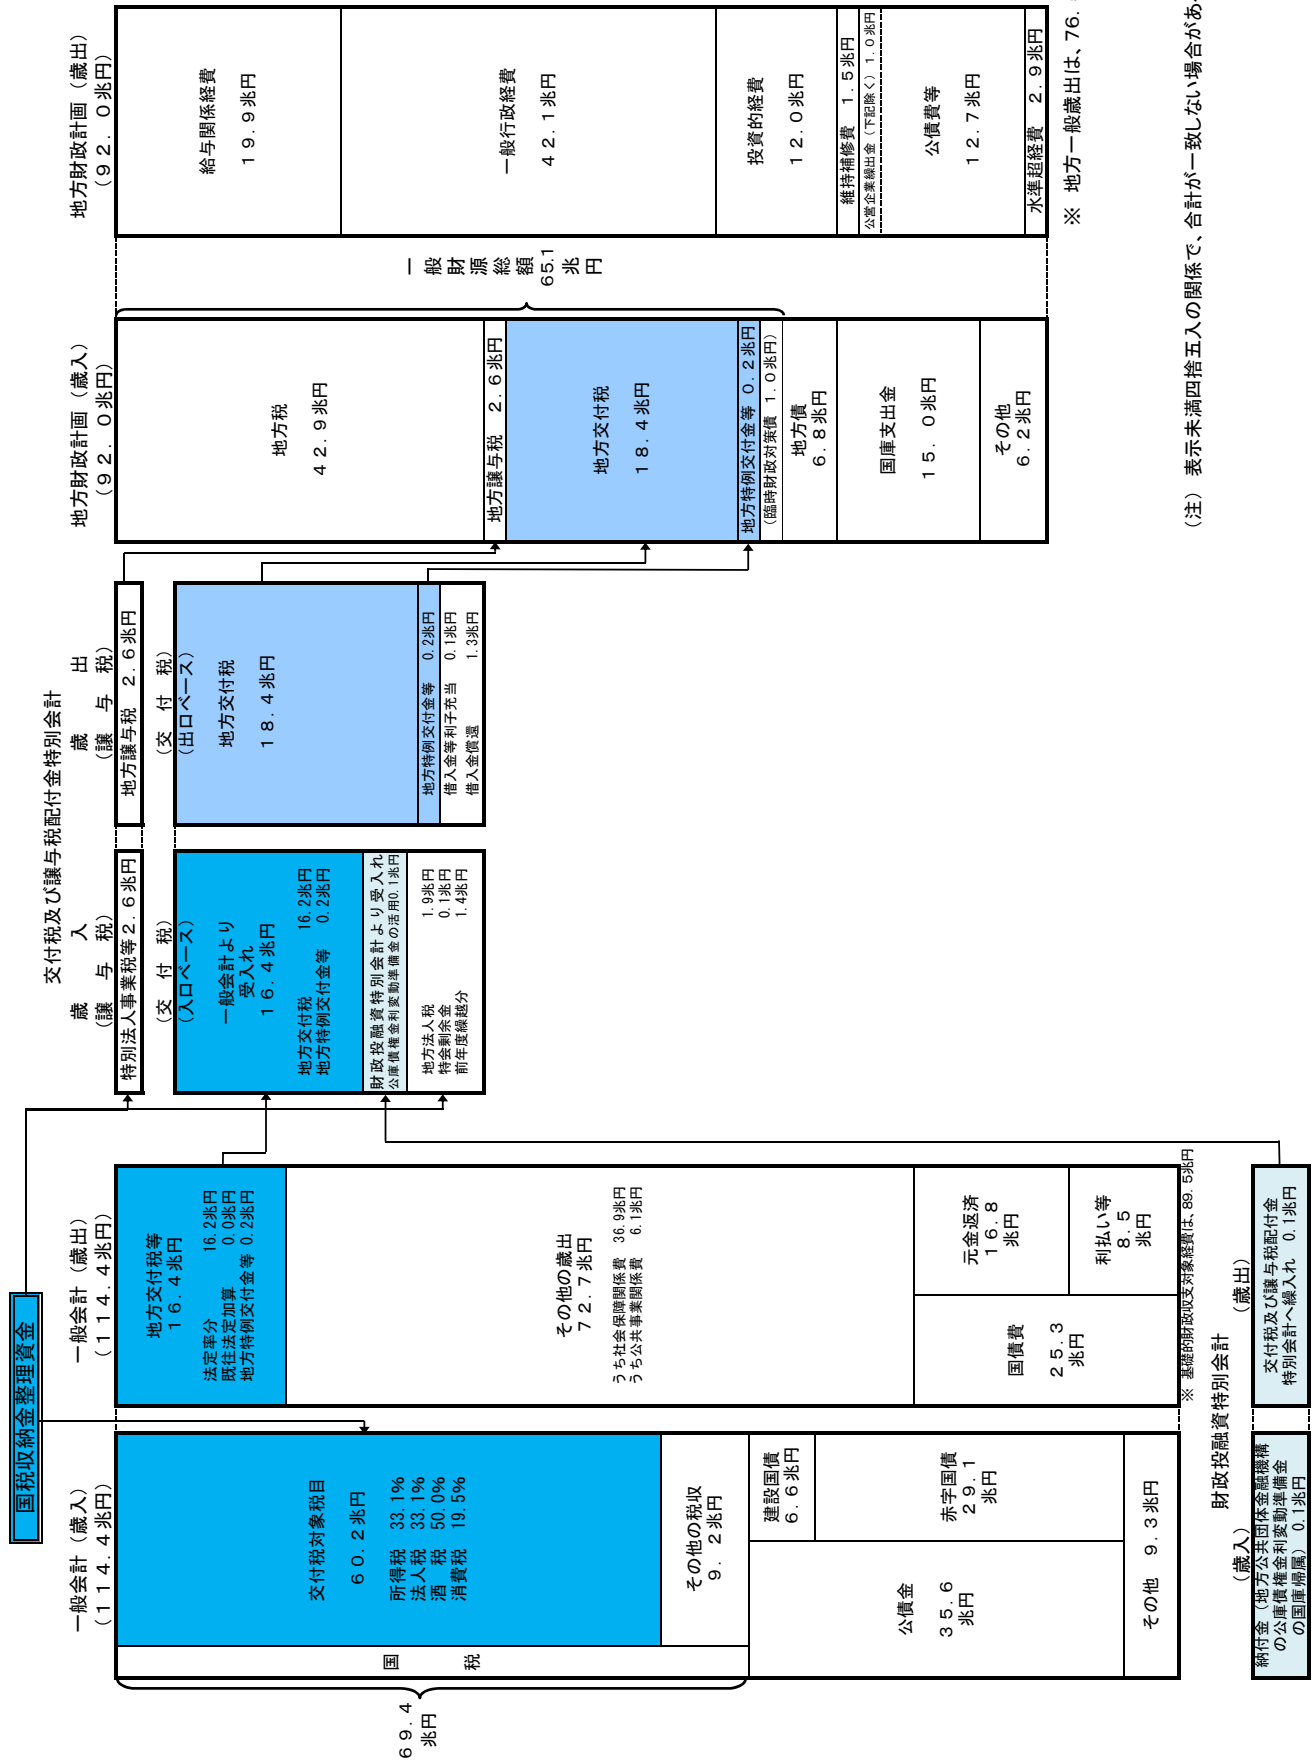 国税収納金整理資金
一般会計（歳入）
（１１４．４兆円）
６９．４
兆円
国　税
交付税対象税目
６０．２兆円
所得税　33.1%
法人税　33.1%
酒　税　50.0%
消費税　19.5%
その他の税収
９．２兆円
公債金
３５．６
兆円
建設国債
６．６兆円
赤字国債
２９．１
兆円
その他　９．３兆円
一般会計（歳出）
（１１４．４兆円）
地方交付税等
１６．４兆円
法定率分　16.2兆円
既往法定加算　0.0兆円
地方特例交付金等　0.2兆円
その他の歳出
７２．７兆円
うち社会保障関係費　36.9兆円
うち公共事業関係費　6.1兆円
国債費
２５．３
兆円
元金返済
１６．８
兆円
利払い等
８．５
兆円
※ 基礎的財政収支対象経費は、89.5兆円
財政投融資特別会計
（歳入）
納付金（地方公共団体金融機構
の公庫債権金利変動準備金
の国庫帰属）　0.1兆円
（歳出）
交付税及び譲与税配付金
特別会計へ繰入れ　0.1兆円
交付税及び譲与税配付金特別会計
歳　入
（譲　与　税）
特別法人事業税等２．６兆円
（交　付　税）
（入口ベース）
一般会計より
受入れ
１６．４兆円
地方交付税　16.2兆円
地方特例交付金等　0.2兆円
財政投融資特別会計より受入れ
公庫債権金利変動準備金の活用0.1兆円
地方法人税　1.9兆円
特会剰余金　0.1兆円
前年度繰越分　1.4兆円
歳　出
（譲　与　税）
地方譲与税　２．６兆円
（交　付　税）
（出口ベース）
地方交付税
１８．４兆円
地方特例交付金等　0.2兆円
借入金等利子充当　0.1兆円
借入金償還　1.3兆円
地方財政計画（歳入）
（９２．０兆円）
地方税
４２．９兆円
地方譲与税　２．６兆円
地方交付税
１８．４兆円
地方特例交付金等　０．２兆円
（臨時財政対策債　１．０兆円）
地方債
６．８兆円
国庫支出金
１５．０兆円
その他
６．２兆円
一般財源総額
65.1
兆円
地方財政計画（歳出）
（９２．０兆円）
給与関係経費
１９．９兆円
一般行政経費
４２．１兆円
投資的経費
１２．０兆円
維持補修費　１．５兆円
公営企業繰出金（下記除く）１．０兆円
公債費等
１２．７兆円
水準超経費　２．９兆円
※ 地方一般歳出は、76.
（注）　表示未満四捨五入の関係で、合計が一致しない場合があ